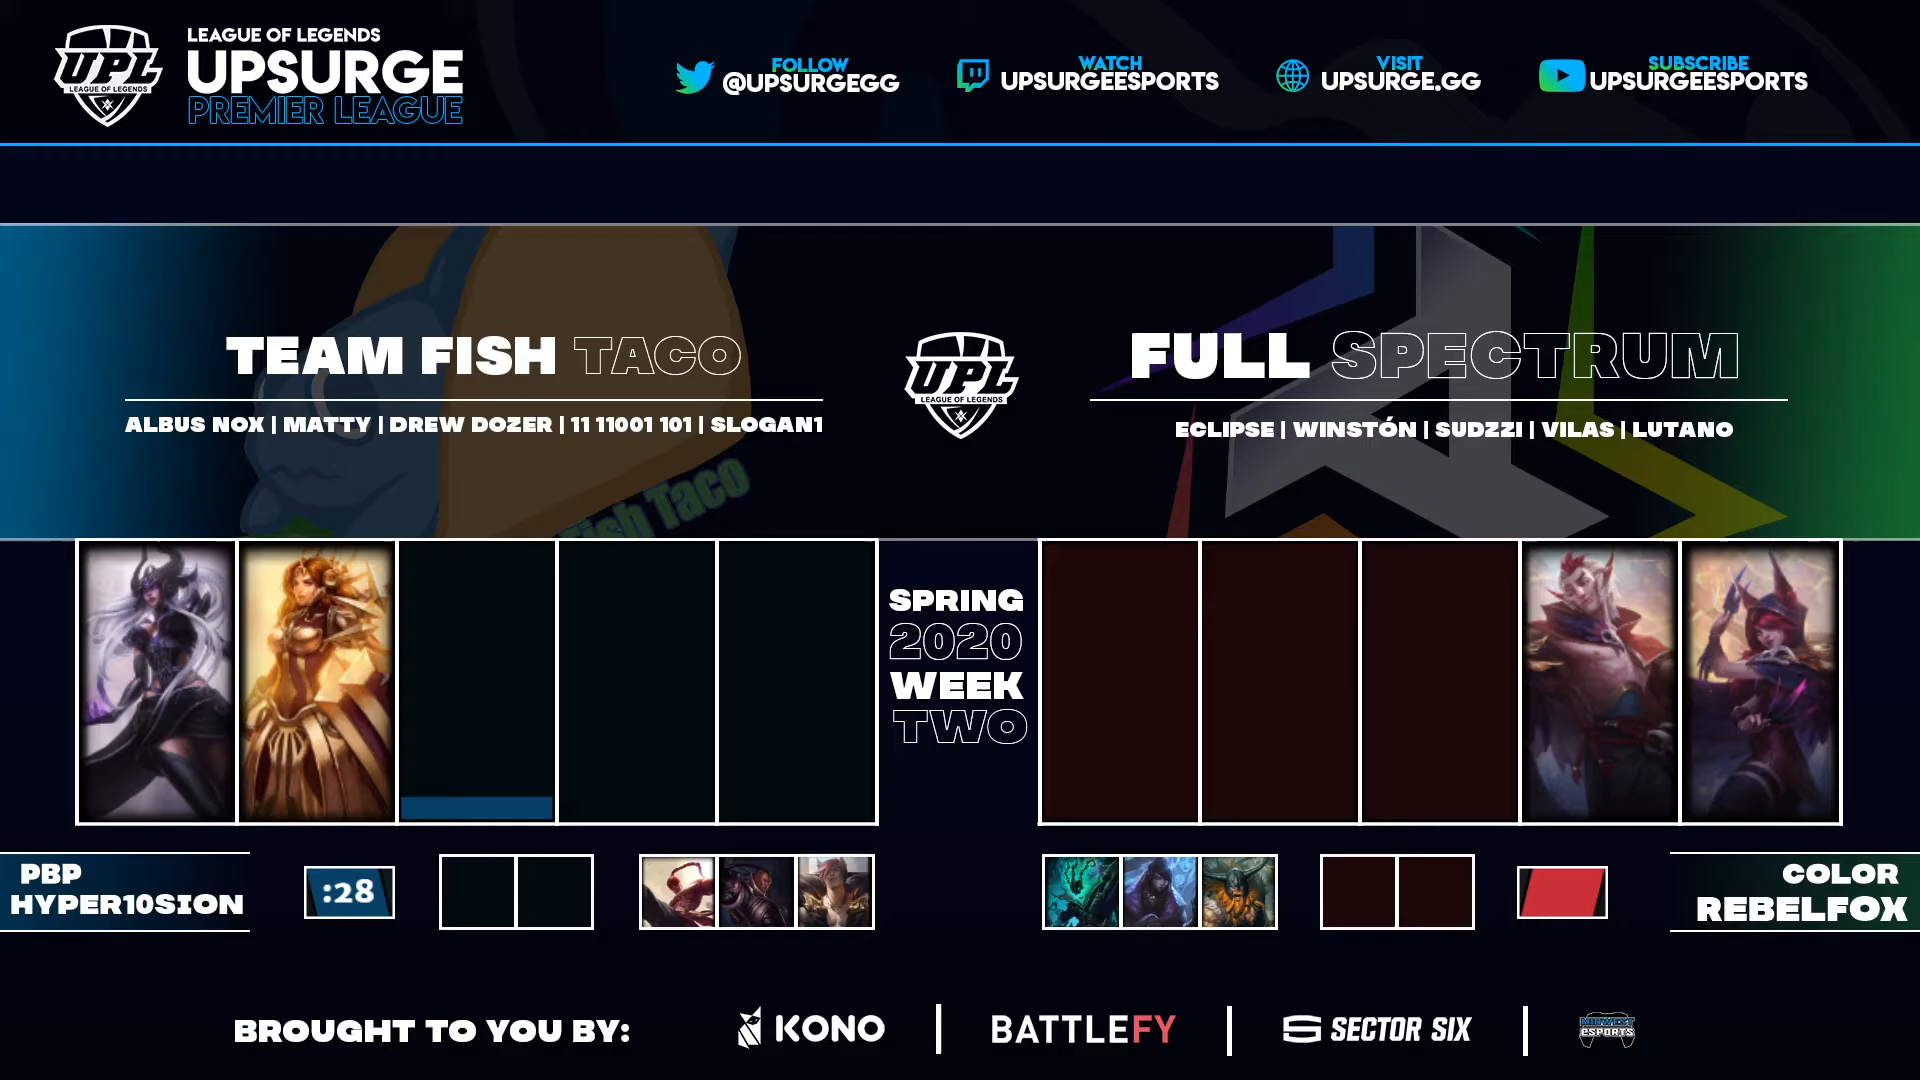 UPL
LEAGUE OF LEGENDS
LEAGUE OF LEGENDS
UPSURGE
PREMIER LEAGUE
FOLLOW
@UPSURGEGG
WATCH
UPSURGEESPORTS
VISIT
UPSURGE.GG
SUBSCRIBE
UPSURGEESPORTS
TEAM FISH TACO
ALBUS NOX | MATTY | DREW DOZER | 11 11001 101 | SLOGAN1
Fish Taco
UPL
LEAGUE OF LEGENDS
FULL SPECTRUM
ECLIPSE | WINSTÓN | SUDZZI | VILAS | LUTANO
SPRING
2020
WEEK
TWO
PBP
HYPER10SION
:28
COLOR
REBELFOX
BROUGHT TO YOU BY:
KONO
BATTLEFY
SECTOR SIX
MIDWEST
ESPORTS